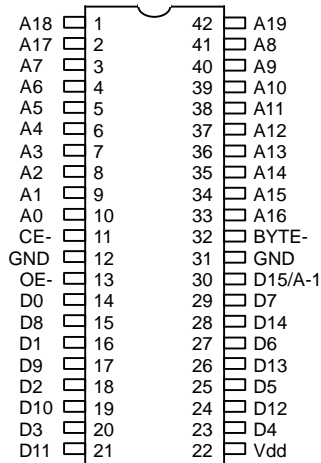 A18 1 42 A19
A17 2 41 A8
A7 3 40 A9
A6 4 39 A10
A5 5 38 A11
A4 6 37 A12
A3 7 36 A13
A2 8 35 A14
A1 9 34 A15
A0 10 33 A16
CE- 11 32 BYTE-
GND 12 31 GND
OE- 13 30 D15/A-1
D0 14 29 D7
D8 15 28 D14
D1 16 27 D6
D9 17 26 D13
D2 18 25 D5
D10 19 24 D12
D3 20 23 D4
D11 21 22 Vdd